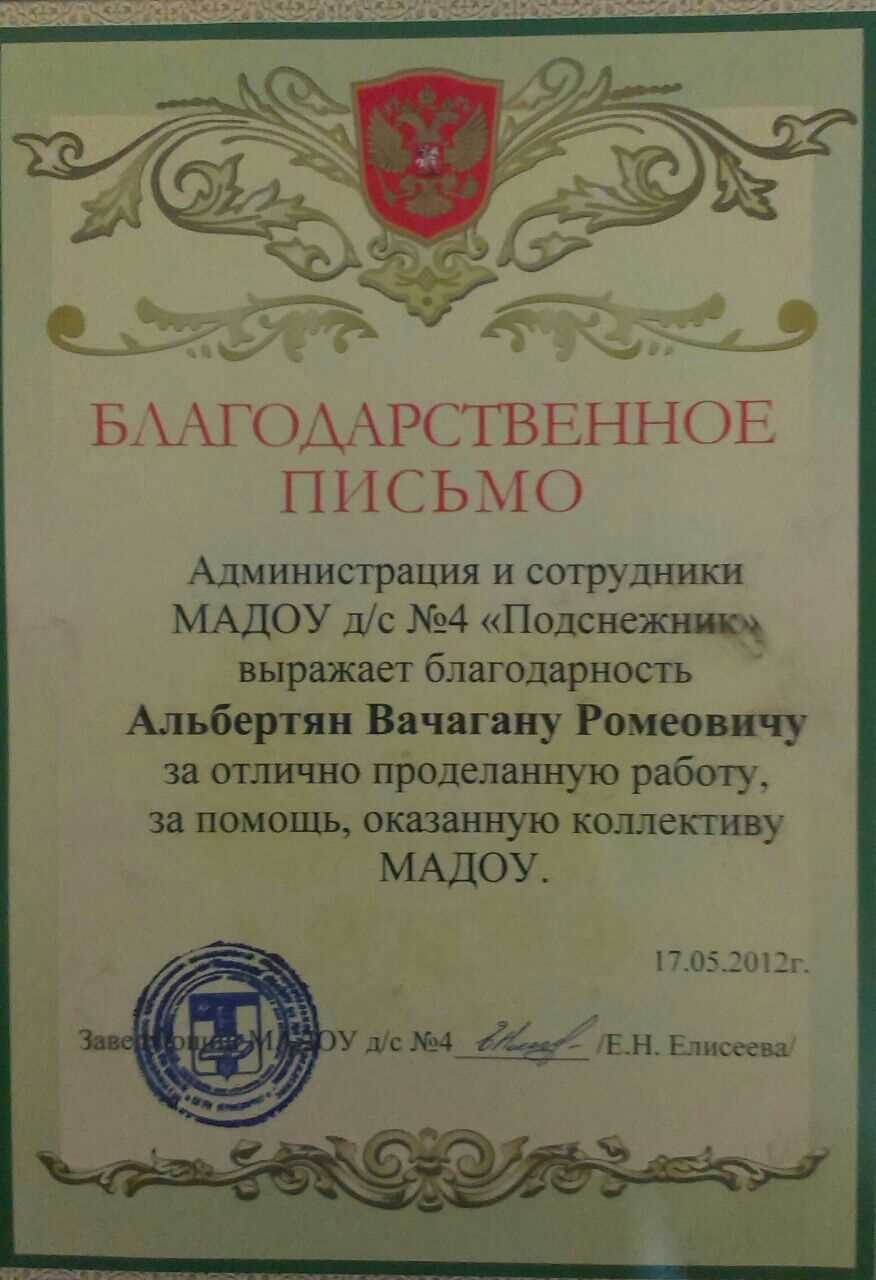 БЛАГОДАРСТВЕННОЕ
ПИСЬМО
Администрация и сотрудники
МАДОУ д/с №4 «Подснежник»
выражает благодарность
Альбертян Вачагану Ромеовичу
за отлично проделанную работу,
за помощь, оказанную коллективу
МАДОУ.
17.05.2012г.
Заведующий МАДОУ д/с №4 /Е.Н. Елисеева/